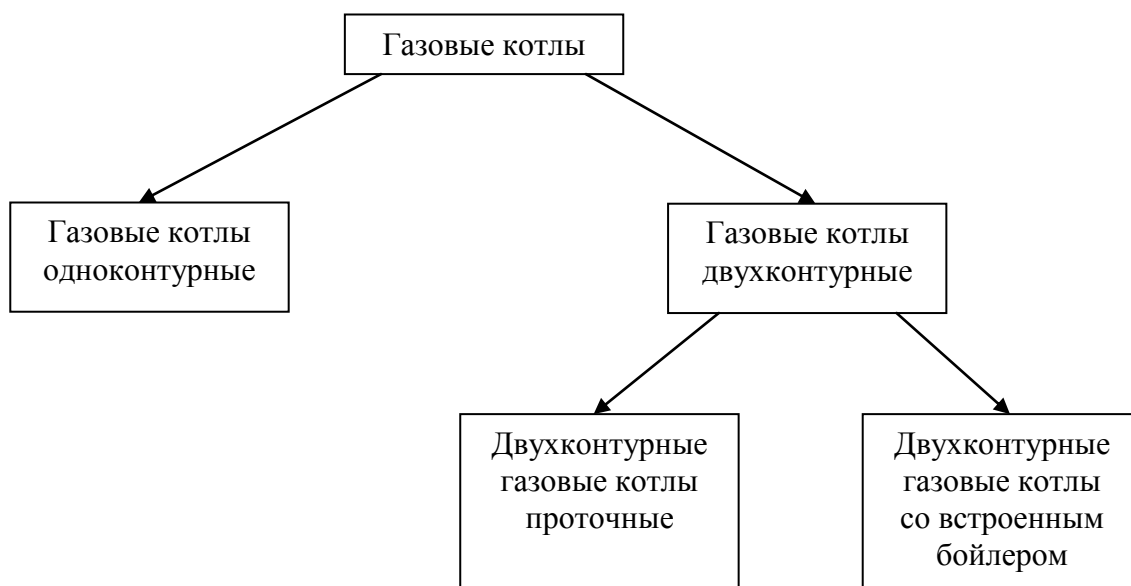 Газовые котлы
Газовые котлы
одноконтурные
Газовые котлы
двухконтурные
Двухконтурные
газовые котлы
проточные
Двухконтурные
газовые котлы
со встроенным
бойлером